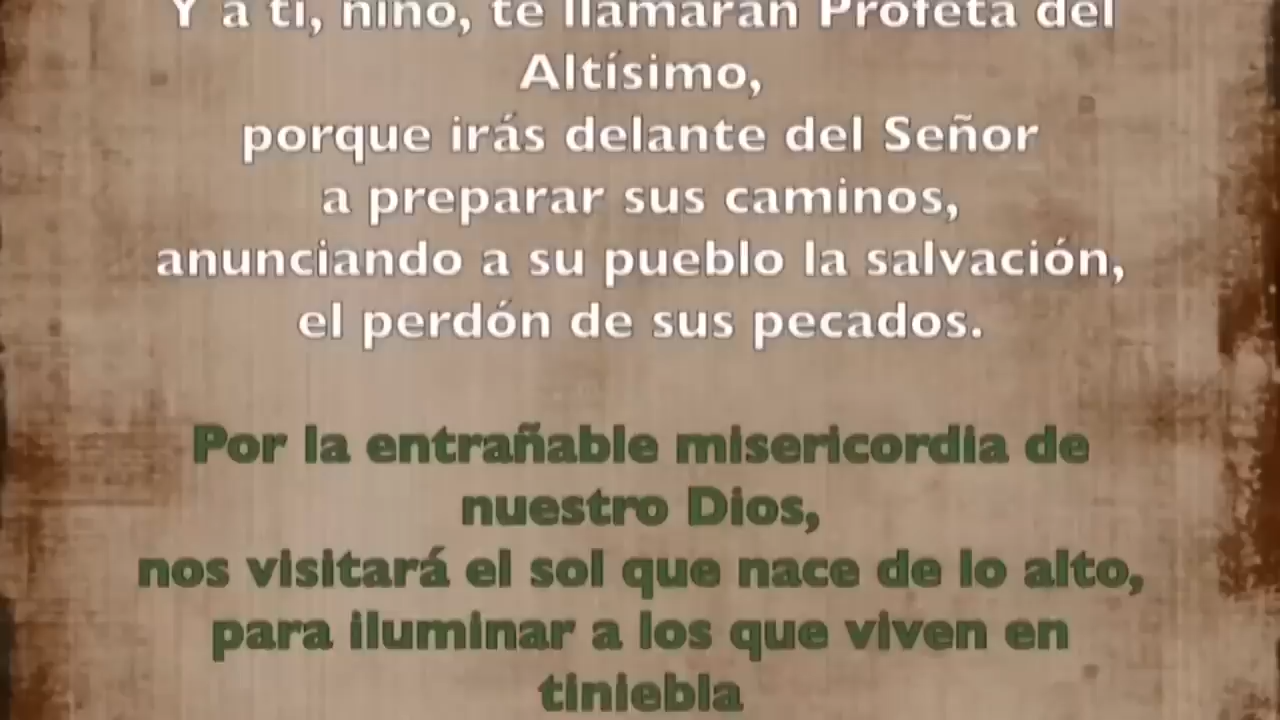 Y a ti, niño, te llamarán Profeta del
Altísimo,
porque irás delante del Señor
a preparar sus caminos,
anunciando a su pueblo la salvación,
el perdón de sus pecados.
Por la entrañable misericordia de
nuestro Dios,
nos visitará el sol que nace de lo alto,
para iluminar a los que viven en
tiniebla